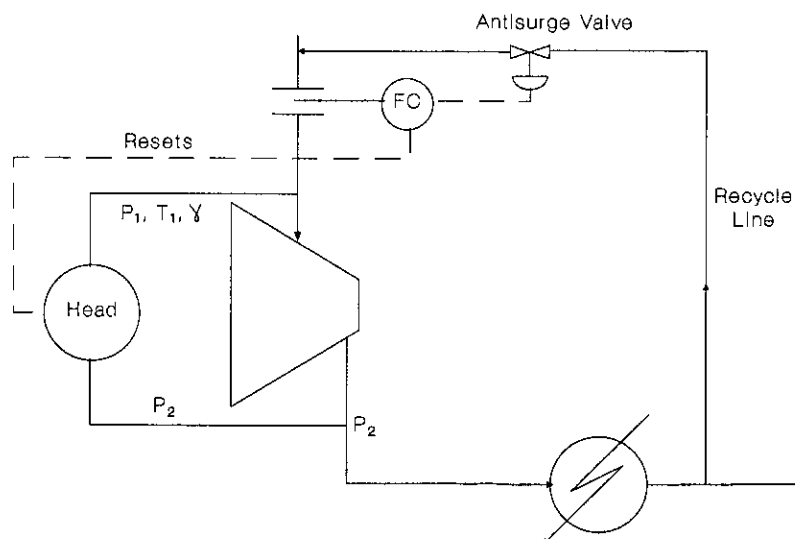 Antisurge Valve
FC
Resets
P₁, T₁, γ
Recycle
Line
Head
P₂
P₂